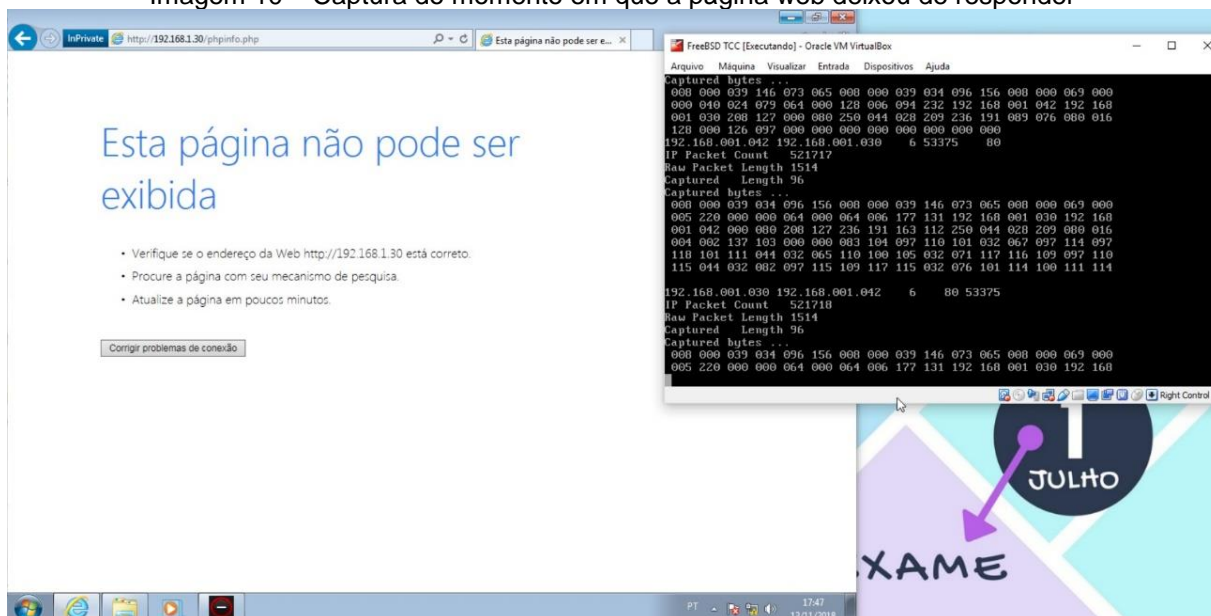 Imagem 10 – Captura do momento em que a página web deixou de responder
InPrivate http://192.168.1.30/phpinfo.php
Esta página não pode ser e...
Esta página não pode ser
exibida
• Verifique se o endereço da Web http://192.168.1.30 está correto.
• Procure a página com seu mecanismo de pesquisa.
• Atualize a página em poucos minutos.
Corrigir problemas de conexão
FreeBSD TCC [Executando] - Oracle VM VirtualBox
Arquivo Máquina Visualizar Entrada Dispositivos Ajuda
Captured bytes ...
008 000 039 146 073 065 008 000 039 034 096 156 008 000 069 000
000 040 024 079 064 000 128 006 094 232 192 168 001 042 192 168
001 030 208 127 000 080 250 044 028 209 236 191 089 076 080 016
128 000 126 097 000 000 000 000 000 000 000 000
192.168.001.042 192.168.001.030 6 53375 80
IP Packet Count 521717
Raw Packet Length 1514
Captured Length 96
Captured bytes ...
008 000 039 034 096 156 008 000 039 146 073 065 008 000 069 000
005 220 000 000 064 000 064 006 177 131 192 168 001 030 192 168
001 042 000 080 208 127 236 191 163 112 250 044 028 209 080 016
004 002 137 103 000 000 083 104 097 110 101 032 067 097 114 097
118 101 111 044 032 065 110 100 105 032 071 117 116 109 097 110
115 044 032 082 097 115 109 117 115 032 076 101 114 100 111 114
192.168.001.030 192.168.001.042 6 80 53375
IP Packet Count 521718
Raw Packet Length 1514
Captured Length 96
Captured bytes ...
008 000 039 034 096 156 008 000 039 146 073 065 008 000 069 000
005 220 000 000 064 000 064 006 177 131 192 168 001 030 192 168
Right Control
1
JULHO
EXAME
PT
17:47
12/11/2018